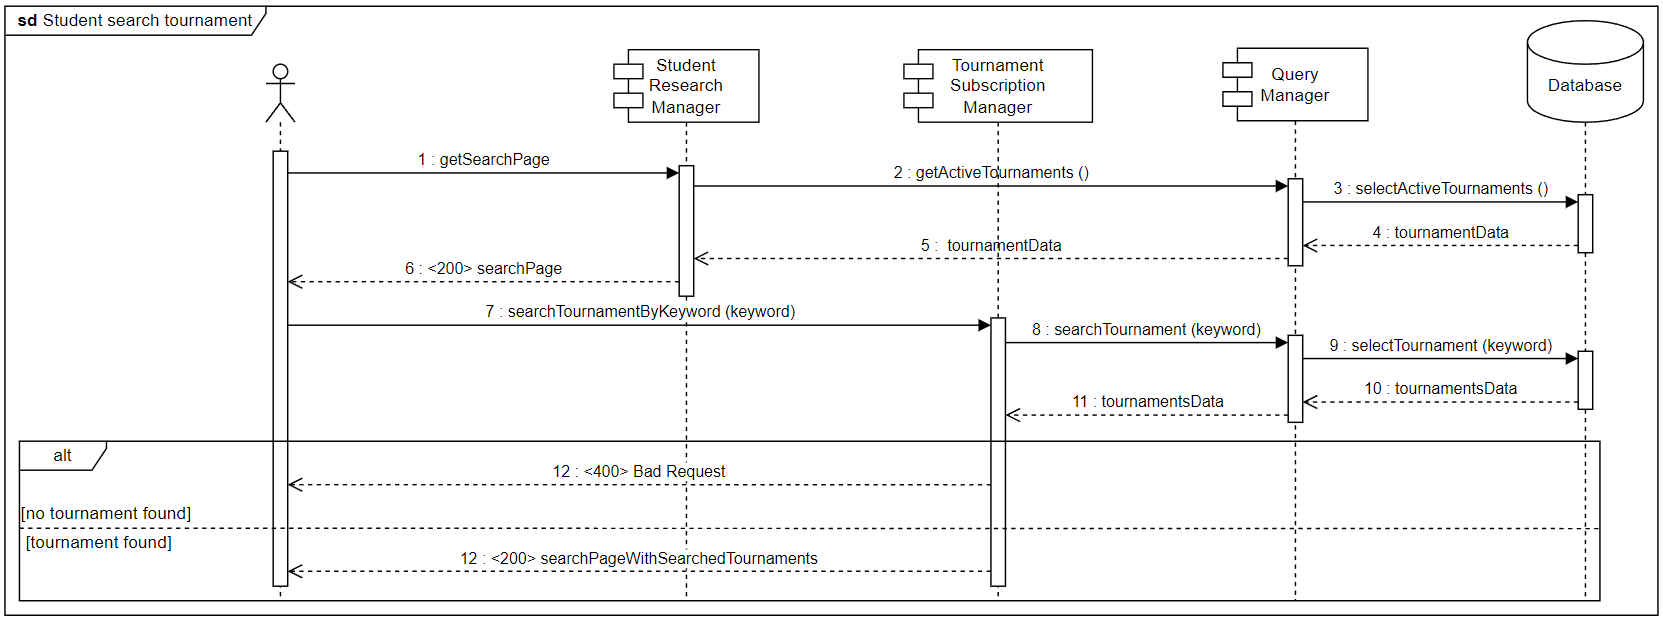 sd Student search tournament
Student
Research
Manager
Tournament
Subscription
Manager
Query
Manager
Database
1 : getSearchPage
2 : getActiveTournaments ()
3 : selectActiveTournaments ()
4 : tournamentData
5 : tournamentData
6 : <200> searchPage
7 : searchTournamentByKeyword (keyword)
8 : searchTournament (keyword)
9 : selectTournament (keyword)
10 : tournamentsData
11 : tournamentsData
alt
12 : <400> Bad Request
[no tournament found]
[tournament found]
12 : <200> searchPageWithSearchedTournaments